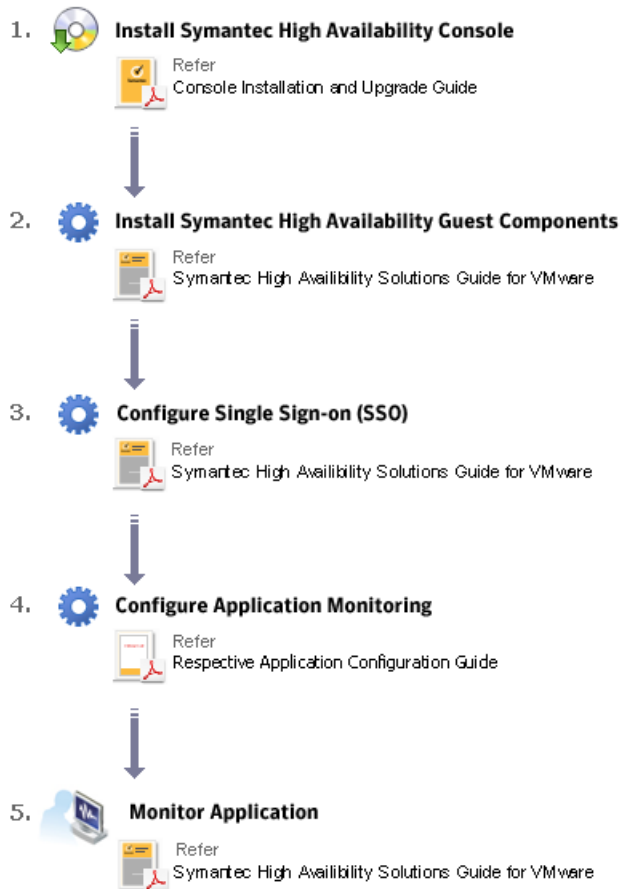 1. Install Symantec High Availability Console
Refer
Console Installation and Upgrade Guide
2. Install Symantec High Availability Guest Components
Refer
Symantec High Availibility Solutions Guide for VMware
3. Configure Single Sign-on (SSO)
Refer
Symantec High Availibility Solutions Guide for VMware
4. Configure Application Monitoring
Refer
Respective Application Configuration Guide
5. Monitor Application
Refer
Symantec High Availibility Solutions Guide for VMware